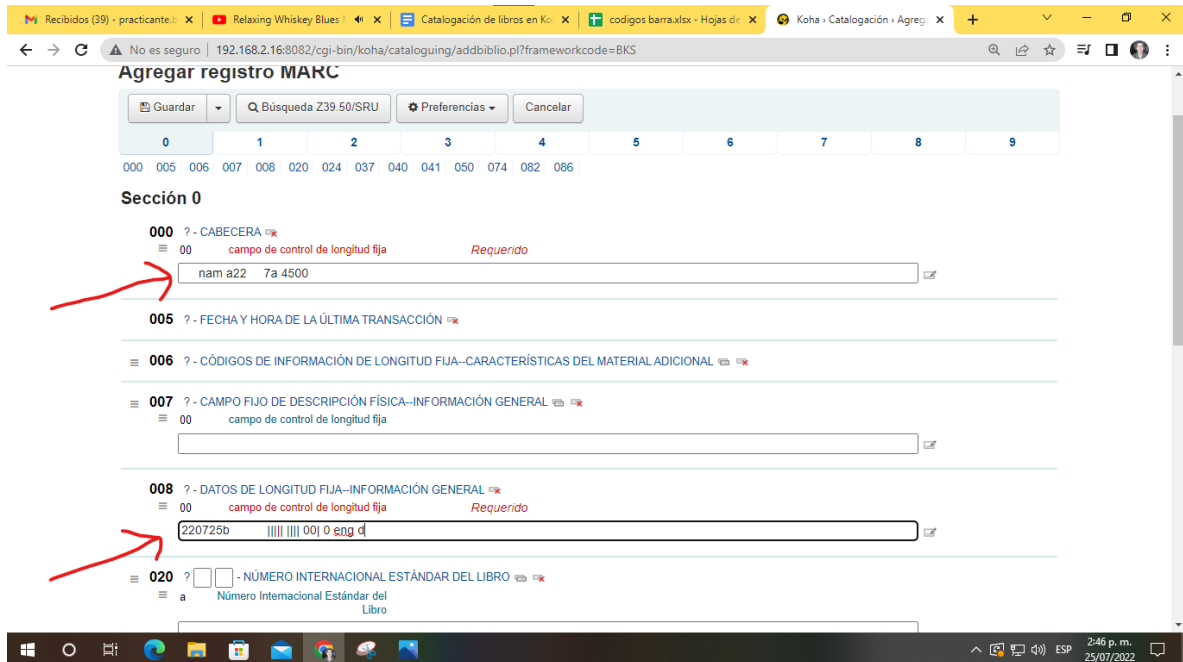 Recibidos (39) - practicante.b
Relaxing Whiskey Blues
Catalogación de libros en Ko
codigos barra.xlsx - Hojas de
Koha › Catalogación › Agrega
No es seguro | 192.168.2.16:8082/cgi-bin/koha/cataloguing/addbiblio.pl?frameworkcode=BKS
Agregar registro MARC
Guardar Búsqueda Z39.50/SRU Preferencias Cancelar
0 1 2 3 4 5 6 7 8 9
000 005 006 007 008 020 024 037 040 041 050 074 082 086
Sección 0
000 ? - CABECERA
00 campo de control de longitud fija Requerido
nam a22 7a 4500
005 ? - FECHA Y HORA DE LA ÚLTIMA TRANSACCIÓN
006 ? - CÓDIGOS DE INFORMACIÓN DE LONGITUD FIJA--CARACTERÍSTICAS DEL MATERIAL ADICIONAL
007 ? - CAMPO FIJO DE DESCRIPCIÓN FÍSICA--INFORMACIÓN GENERAL
00 campo de control de longitud fija
008 ? - DATOS DE LONGITUD FIJA--INFORMACIÓN GENERAL
00 campo de control de longitud fija Requerido
220725b ||||| |||| 00| 0 eng d
020 ? - NÚMERO INTERNACIONAL ESTÁNDAR DEL LIBRO
a Número Internacional Estándar del
Libro
ESP
2:46 p. m.
25/07/2022